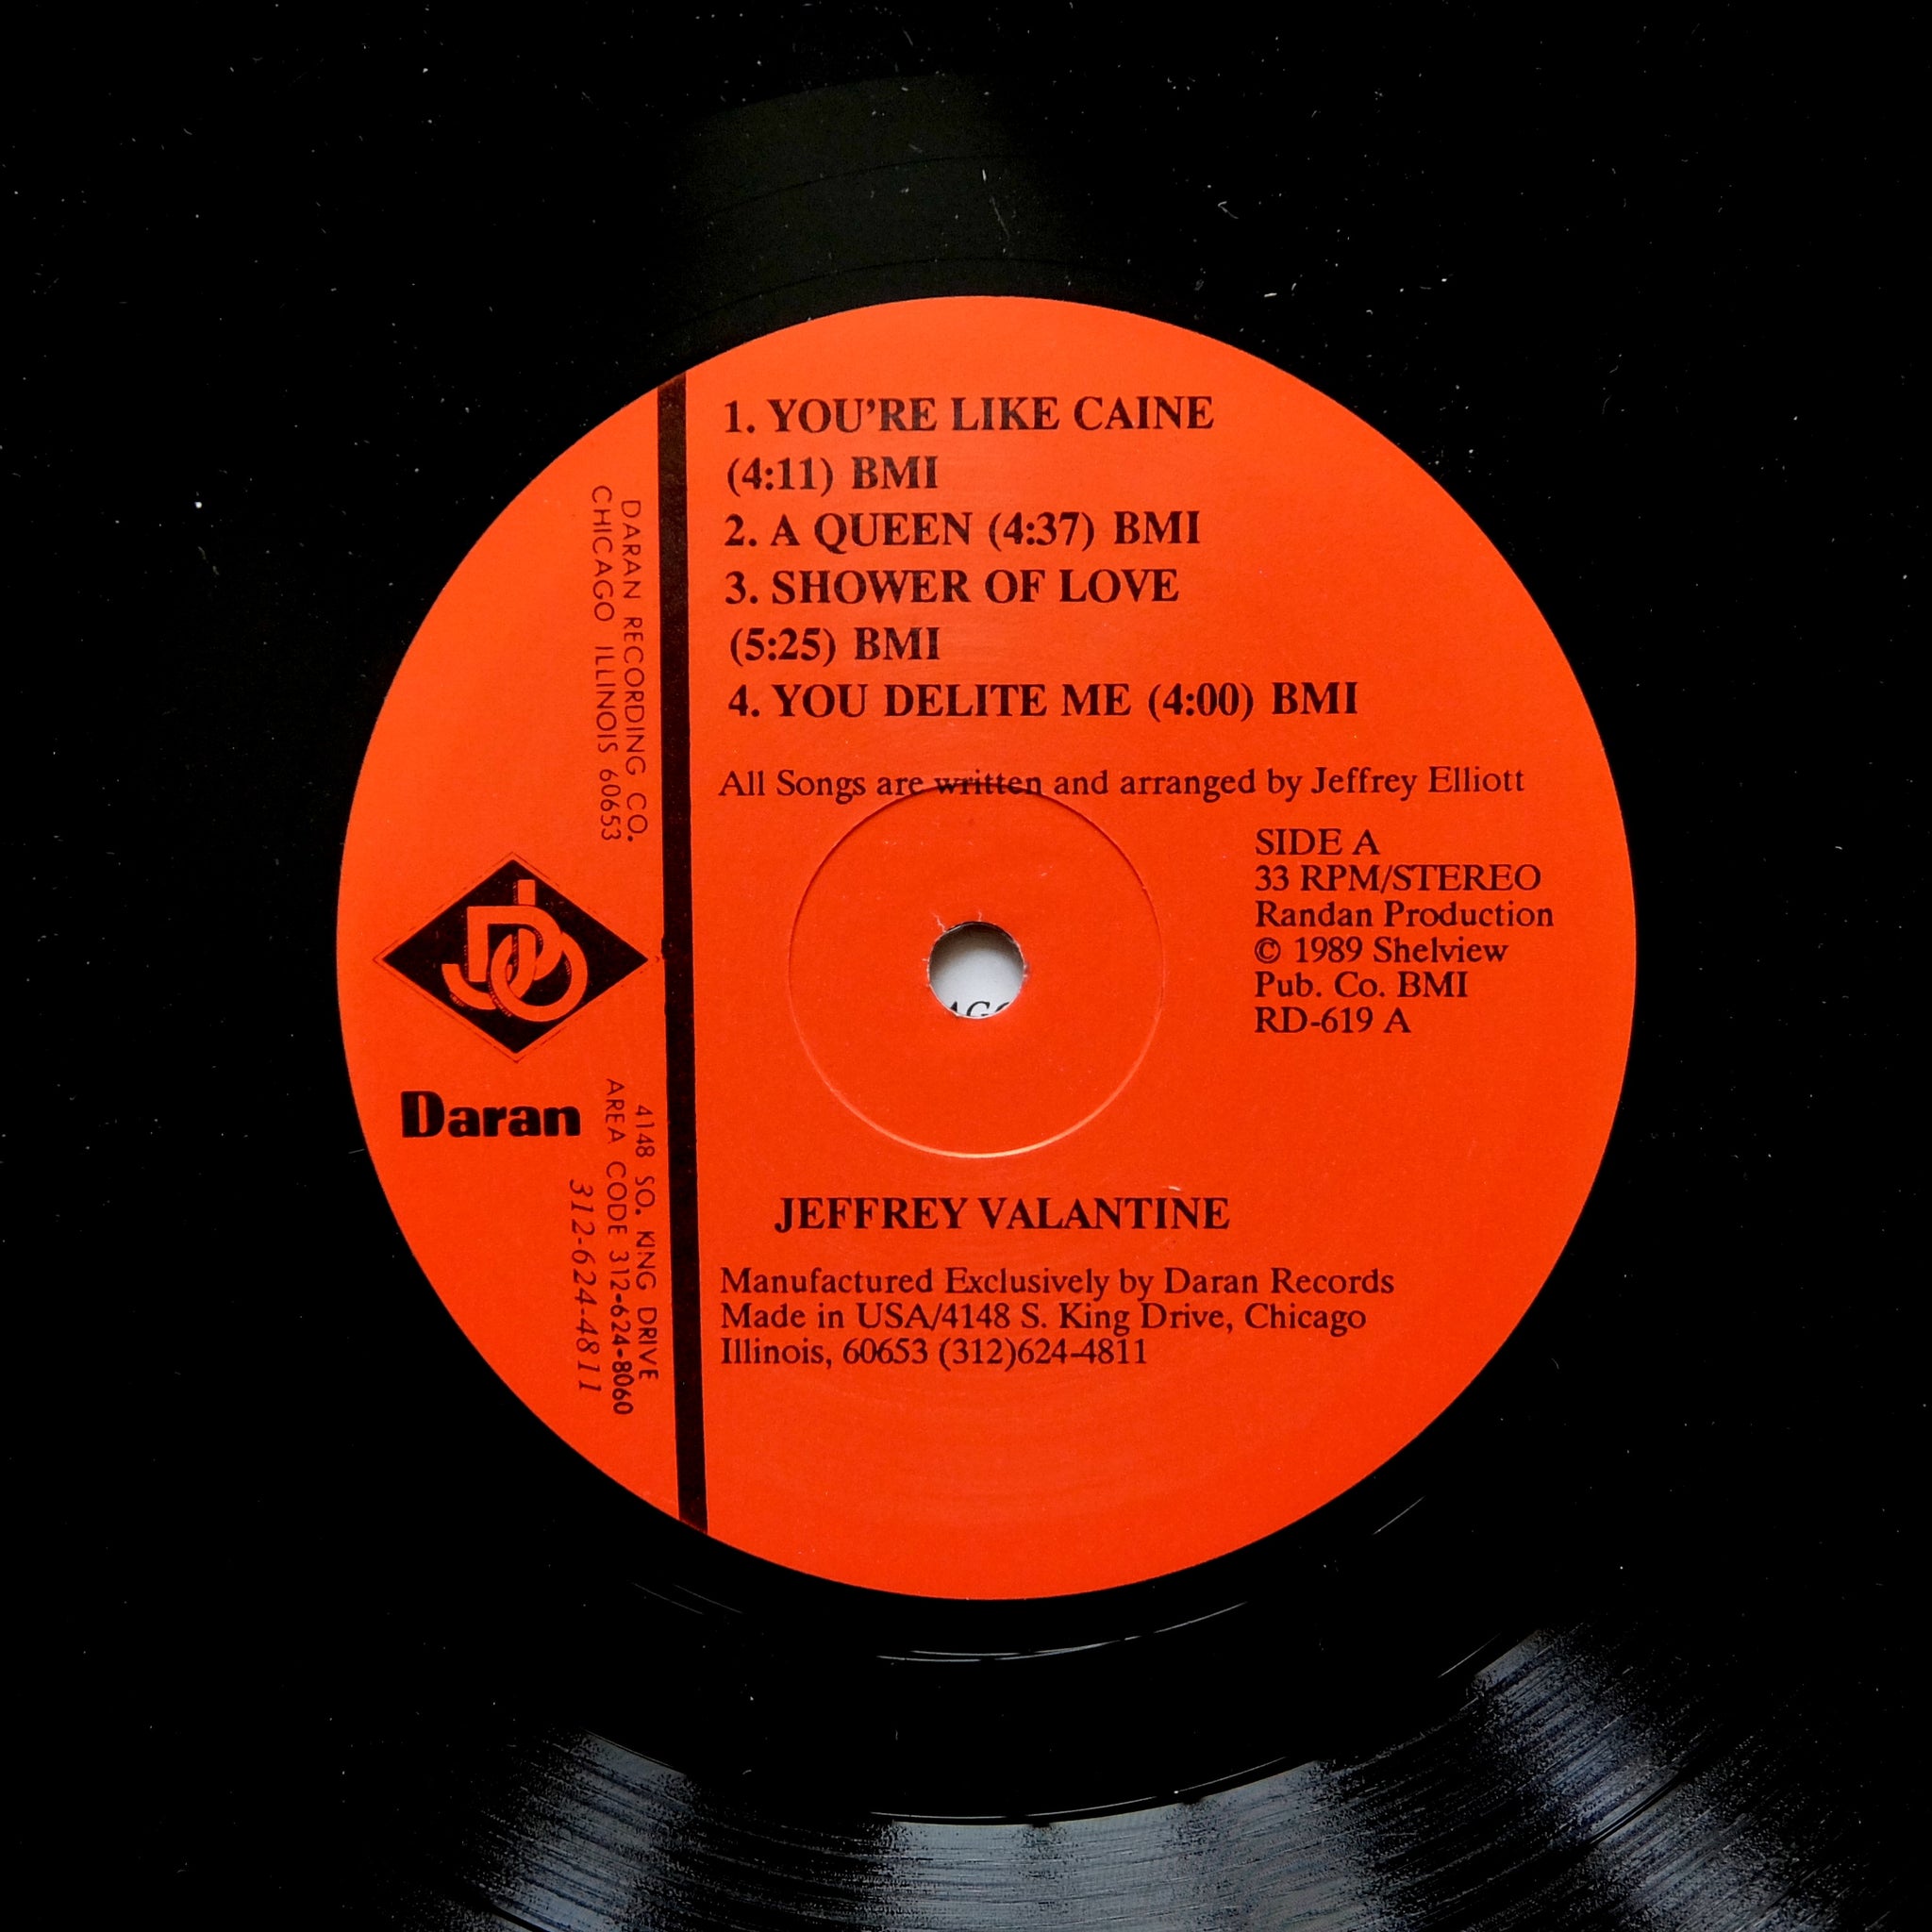 1. YOU'RE LIKE CAINE
(4:11) BMI
2. A QUEEN (4:37) BMI
3. SHOWER OF LOVE
(5:25) BMI
4. YOU DELITE ME (4:00) BMI
All Songs are written and arranged by Jeffrey Elliott
SIDE A
33 RPM/STEREO
Randan Production
© 1989 Shelview
Pub. Co. BMI
RD-619 A
JEFFREY VALANTINE
Manufactured Exclusively by Daran Records
Made in USA/4148 S. King Drive, Chicago
Illinois, 60653 (312)624-4811
DARAN RECORDING CO.
CHICAGO ILLINOIS 60653
Daran
4148 SO. KING DRIVE
AREA CODE 312-624-8060
312-624-4811